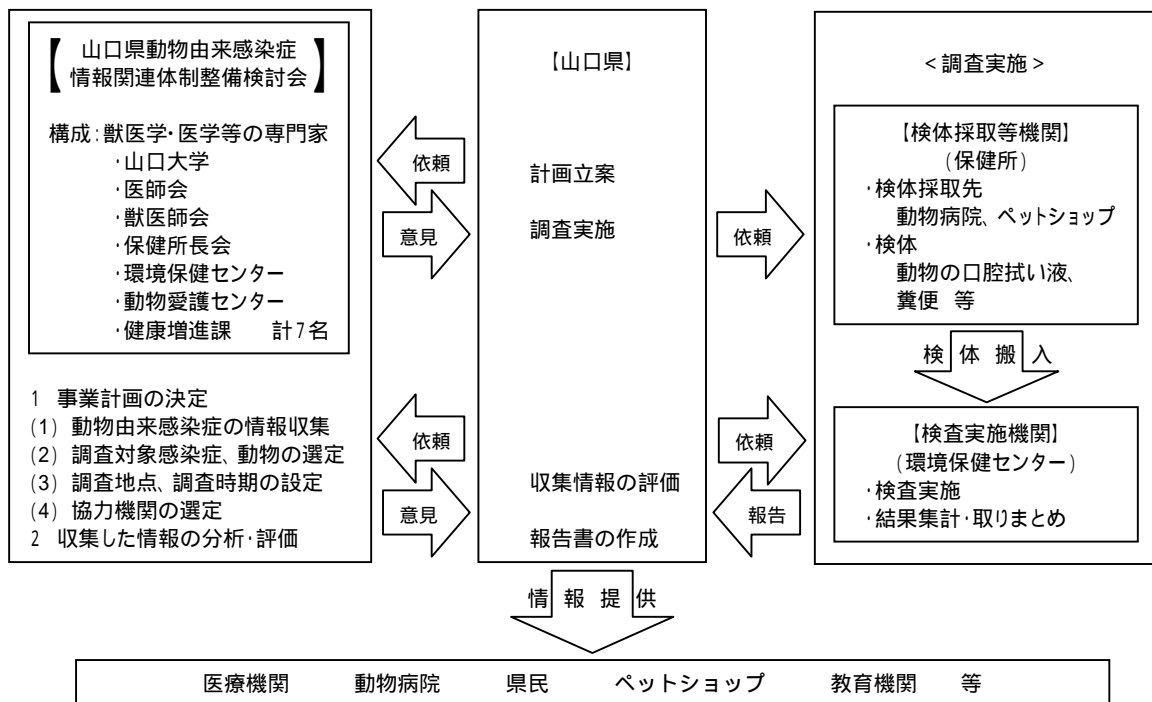 【山口県動物由来感染症
情報関連体制整備検討会】
構成:獣医学・医学等の専門家
・山口大学
・医師会
・獣医師会
・保健所長会
・環境保健センター
・動物愛護センター
・健康増進課 計7名
1 事業計画の決定
(1) 動物由来感染症の情報収集
(2) 調査対象感染症、動物の選定
(3) 調査地点、調査時期の設定
(4) 協力機関の選定
2 収集した情報の分析・評価
依頼
意見
依頼
意見
【山口県】
計画立案
調査実施
収集情報の評価
報告書の作成
依頼
依頼
報告
<調査実施>
【検体採取等機関】
(保健所)
・検体採取先
動物病院、ペットショップ
・検体
動物の口腔拭い液、
糞便 等
検体搬入
【検査実施機関】
(環境保健センター)
・検査実施
・結果集計・取りまとめ
情報提供
医療機関 動物病院 県民 ペットショップ 教育機関 等